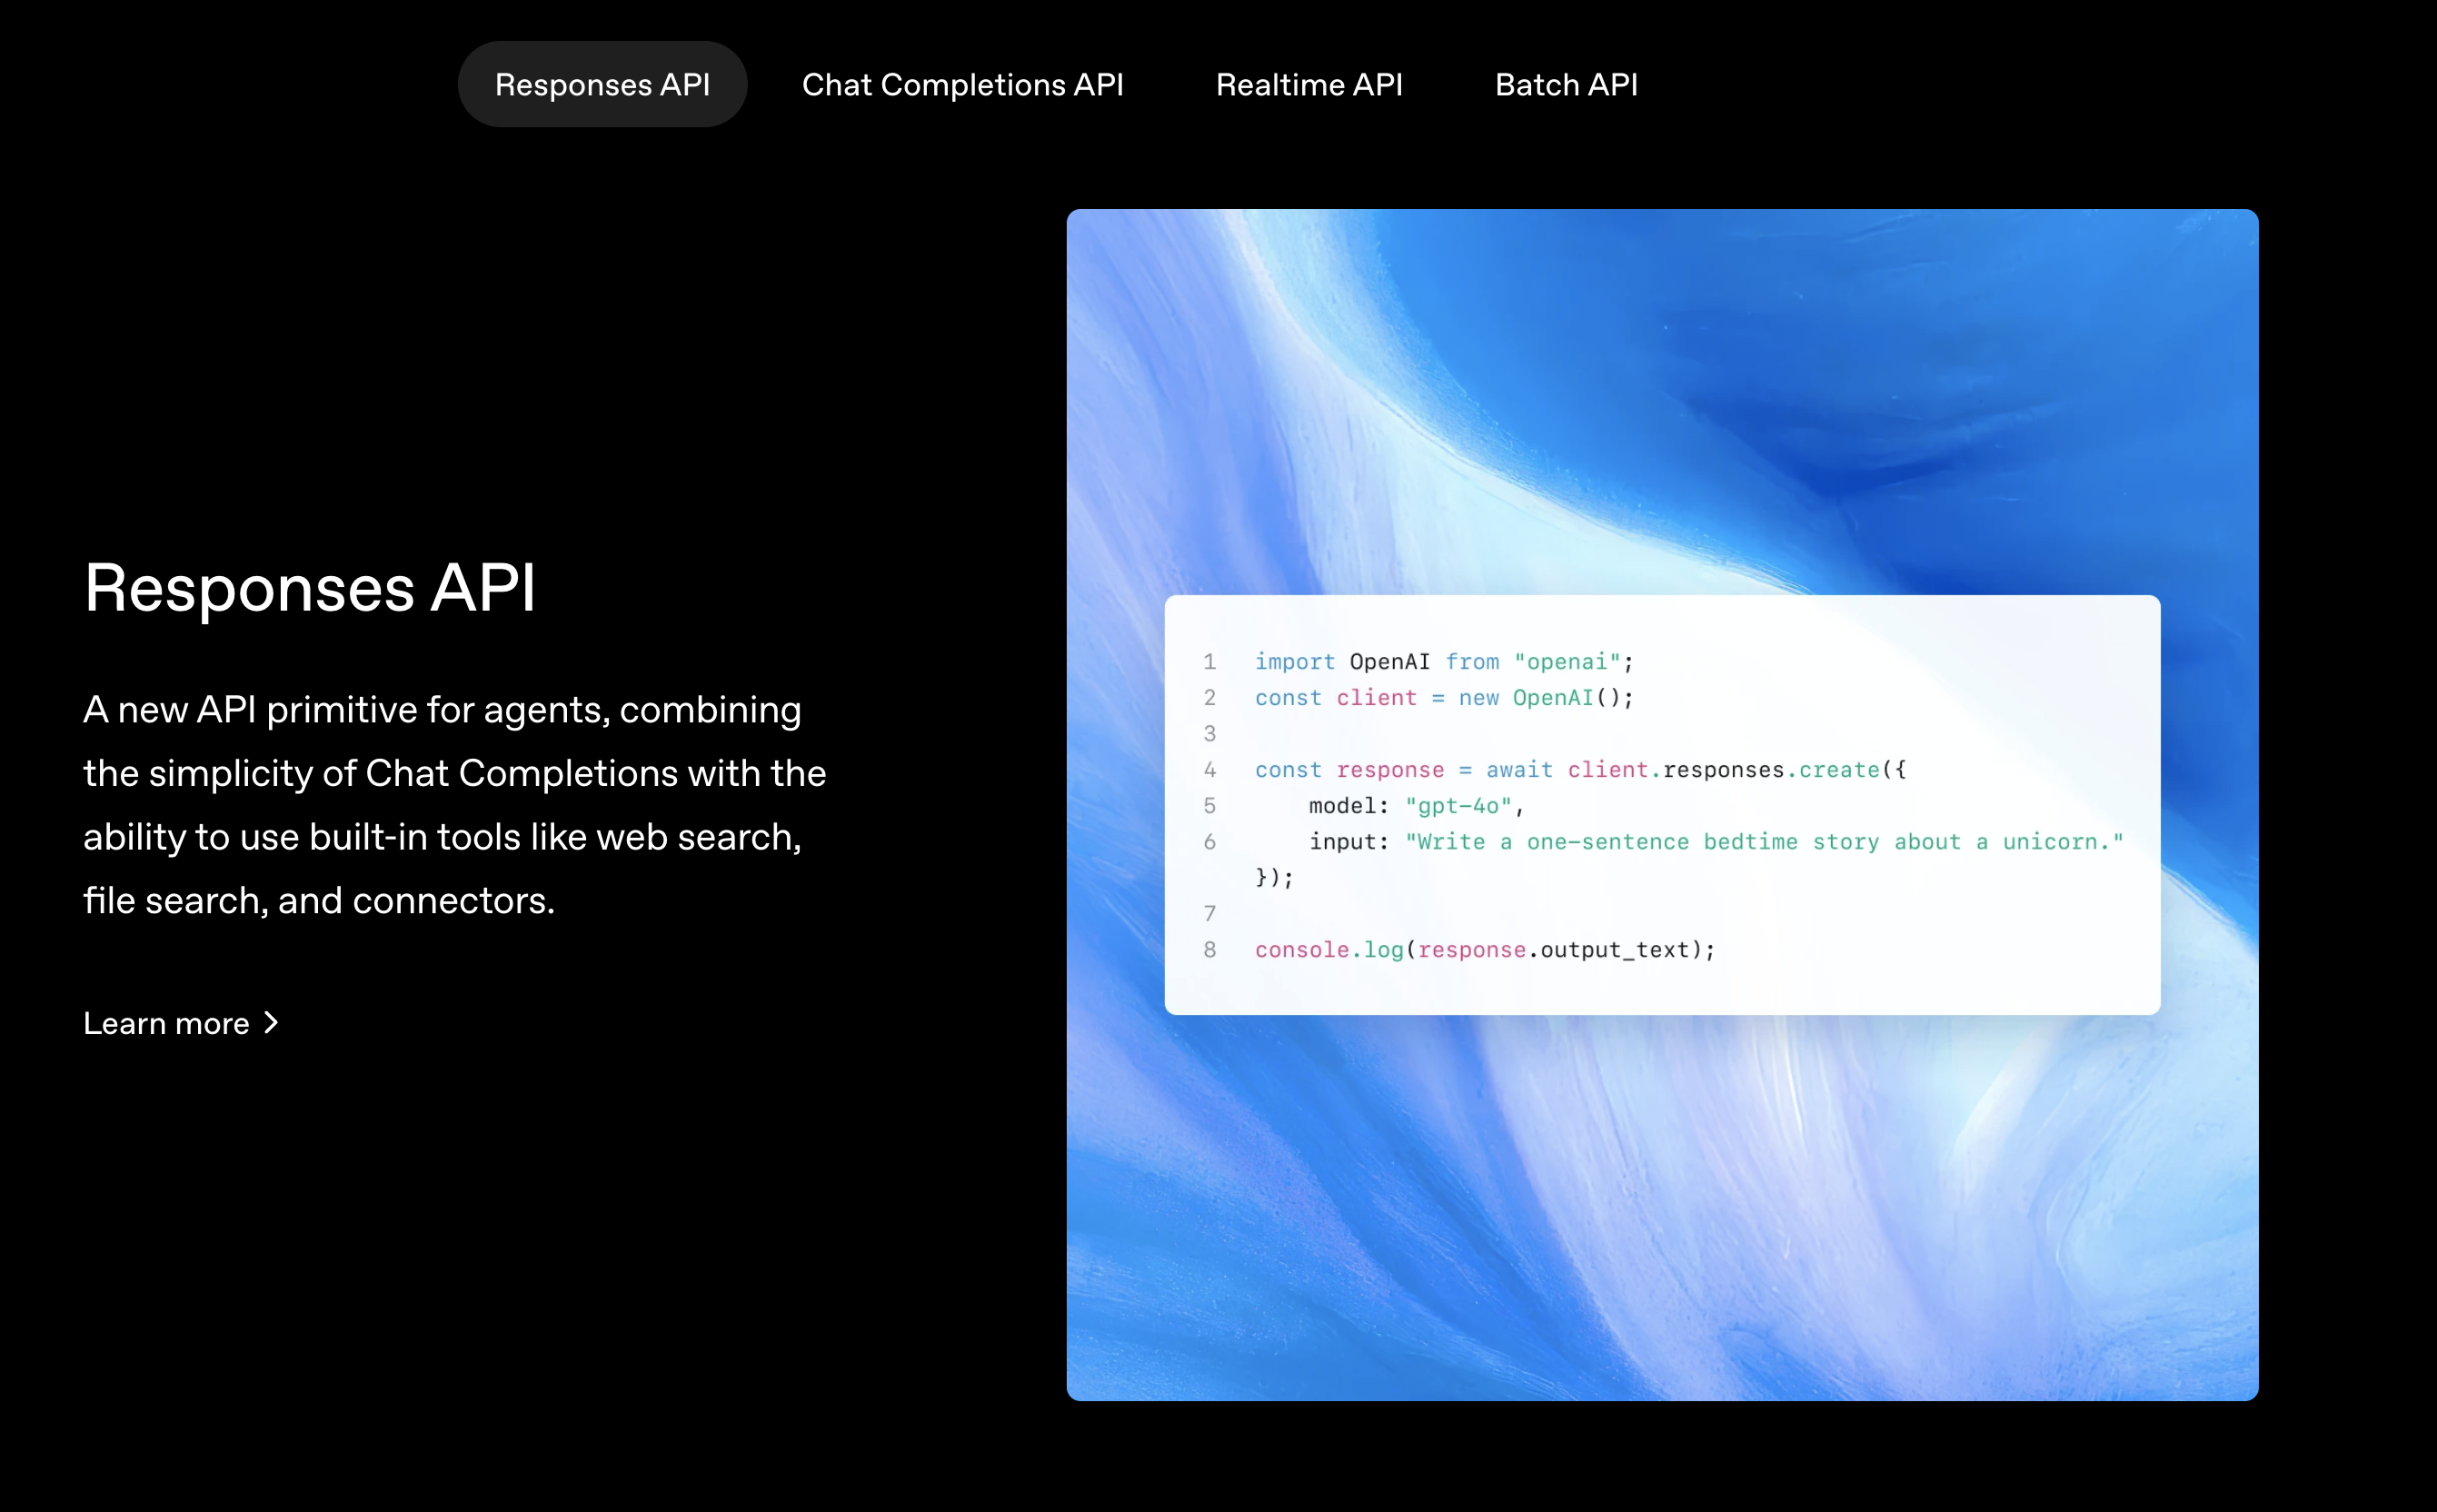 Responses API
Chat Completions API
Realtime API
Batch API
Responses API
A new API primitive for agents, combining
the simplicity of Chat Completions with the
ability to use built-in tools like web search,
file search, and connectors.
Learn more
1 import OpenAI from "openai";
2 const client = new OpenAI();
3
4 const response = await client.responses.create({
5     model: "gpt-4o",
6     input: "Write a one-sentence bedtime story about a unicorn."
});
7
8 console.log(response.output_text);